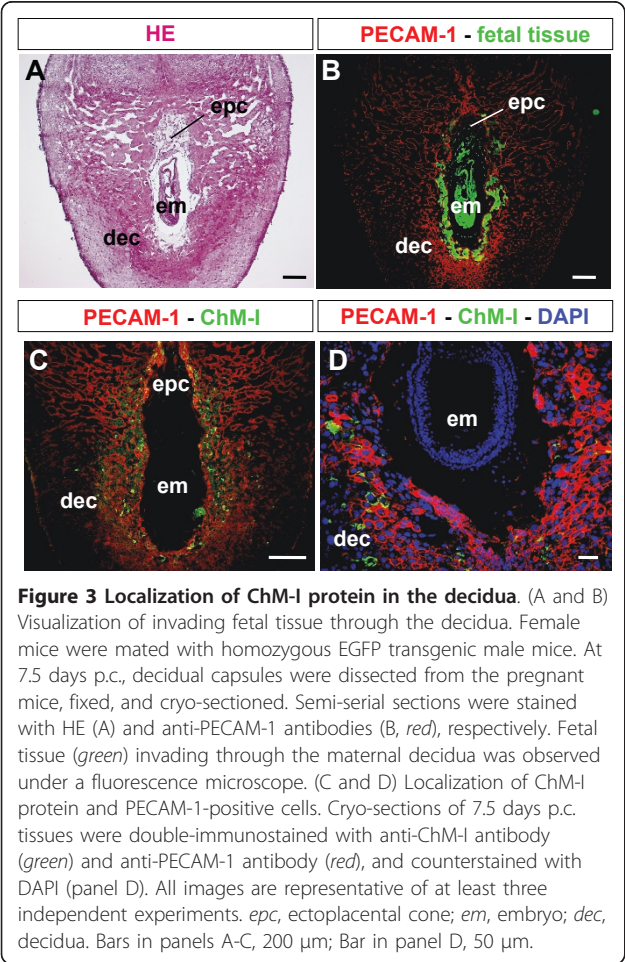 HE
PECAM-1 - fetal tissue
A
epc
em
dec
B
epc
em
dec
PECAM-1 - ChM-I
PECAM-1 - ChM-I - DAPI
C
epc
em
dec
D
em
dec
Figure 3 Localization of ChM-I protein in the decidua. (A and B)
Visualization of invading fetal tissue through the decidua. Female
mice were mated with homozygous EGFP transgenic male mice. At
7.5 days p.c., decidual capsules were dissected from the pregnant
mice, fixed, and cryo-sectioned. Semi-serial sections were stained
with HE (A) and anti-PECAM-1 antibodies (B, red), respectively. Fetal
tissue (green) invading through the maternal decidua was observed
under a fluorescence microscope. (C and D) Localization of ChM-I
protein and PECAM-1-positive cells. Cryo-sections of 7.5 days p.c.
tissues were double-immunostained with anti-ChM-I antibody
(green) and anti-PECAM-1 antibody (red), and counterstained with
DAPI (panel D). All images are representative of at least three
independent experiments. epc, ectoplacental cone; em, embryo; dec,
decidua. Bars in panels A-C, 200 μm; Bar in panel D, 50 μm.